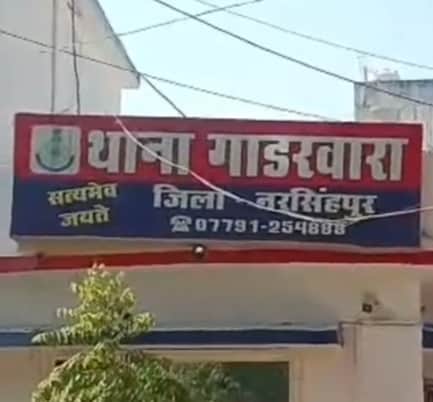 थाना गाडरवारा
सत्यमेव
जयते
जिला - नरसिंहपुर
☎07791-254888